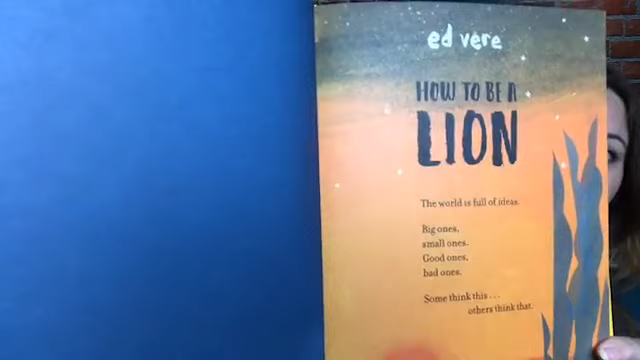 ed vere
HOW TO BE A
LION
The world is full of ideas.
Big ones,
small ones.
Good ones,
bad ones.
Some think this . . .
others think that.